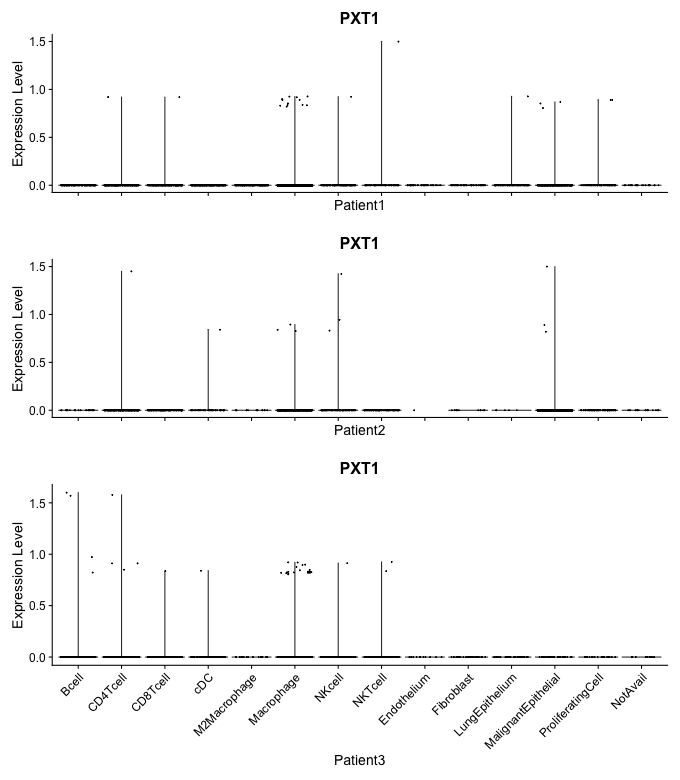 PXT1
Expression Level
1.5
1.0
0.5
0.0
Patient1
PXT1
Expression Level
1.5
1.0
0.5
0.0
Patient2
PXT1
Expression Level
1.5
1.0
0.5
0.0
Bcell
CD4Tcell
CD8Tcell
cDC
M2Macrophage
Macrophage
NKcell
NKTcell
Endothelium
Fibroblast
LungEpithelium
MalignantEpithelial
ProliferatingCell
NotAvail
Patient3